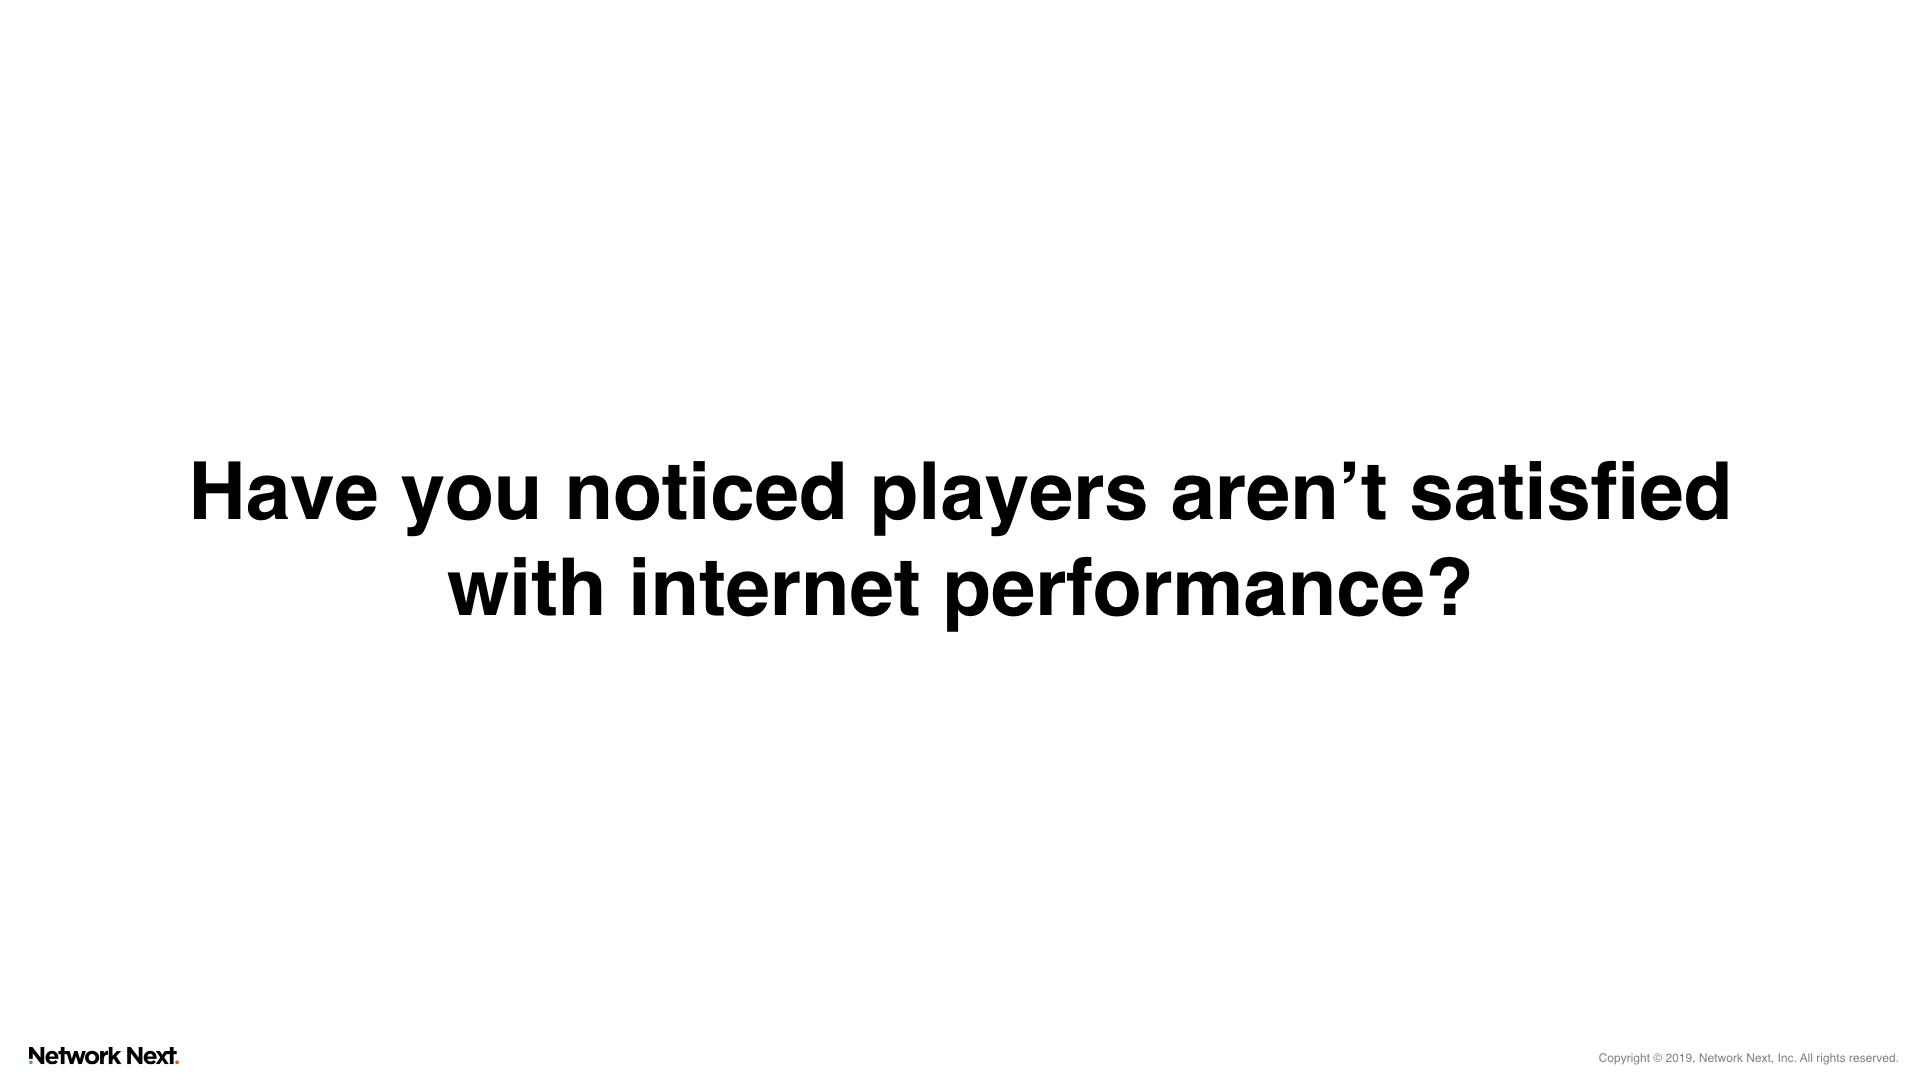 Have you noticed players aren’t satisfied
with internet performance?
Network Next.
Copyright © 2019, Network Next, Inc. All rights reserved.